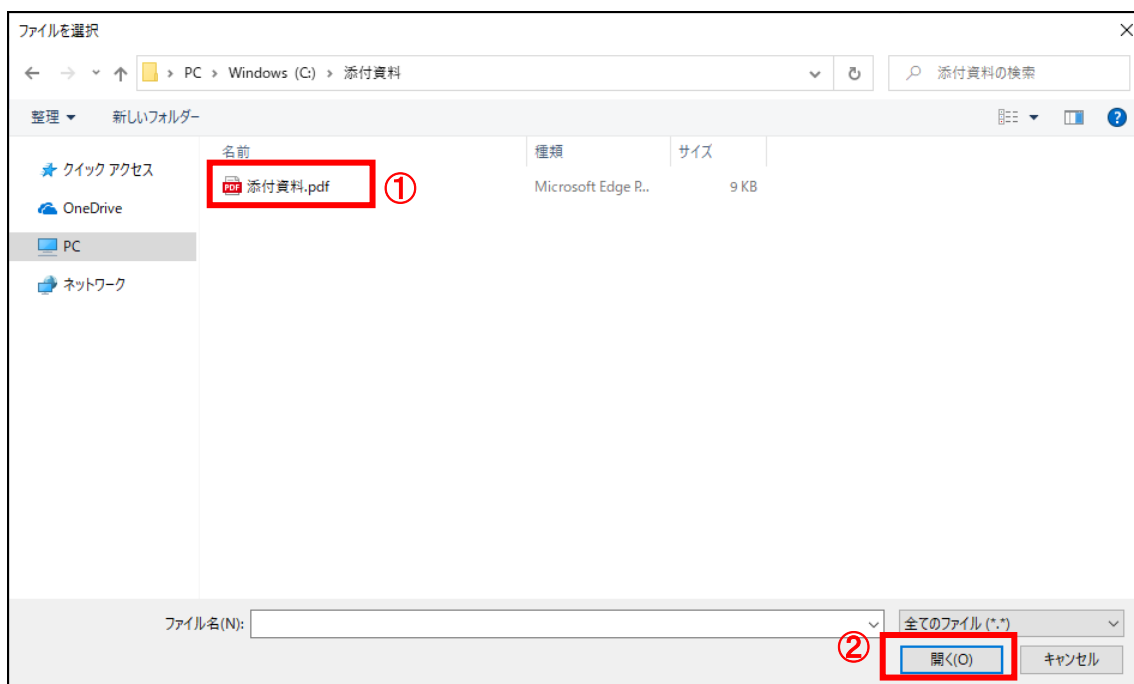 ファイルを選択
PC › Windows (C:) › 添付資料
添付資料の検索
整理
新しいフォルダー
名前
種類
サイズ
クイック アクセス
OneDrive
PC
ネットワーク
PDF 添付資料.pdf
①
Microsoft Edge P...
9 KB
ファイル名(N):
全てのファイル (*.*)
②
開く(O)
キャンセル